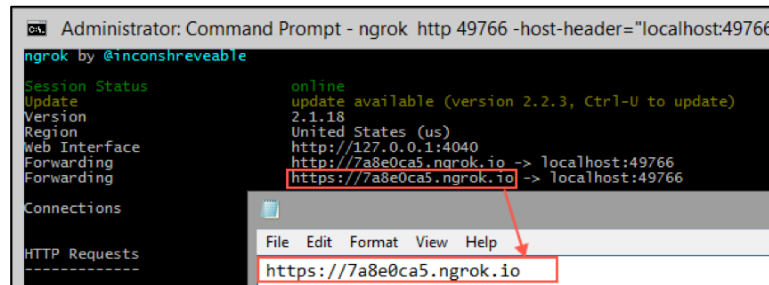 Administrator: Command Prompt - ngrok http 49766 -host-header="localhost:49766
ngrok by @inconshreveable
Session Status online
Update update available (version 2.2.3, Ctrl-U to update)
Version 2.1.18
Region United States (us)
Web Interface http://127.0.0.1:4040
Forwarding http://7a8e0ca5.ngrok.io -> localhost:49766
Forwarding https://7a8e0ca5.ngrok.io -> localhost:49766
Connections
HTTP Requests
-------------
File Edit Format View Help
https://7a8e0ca5.ngrok.io